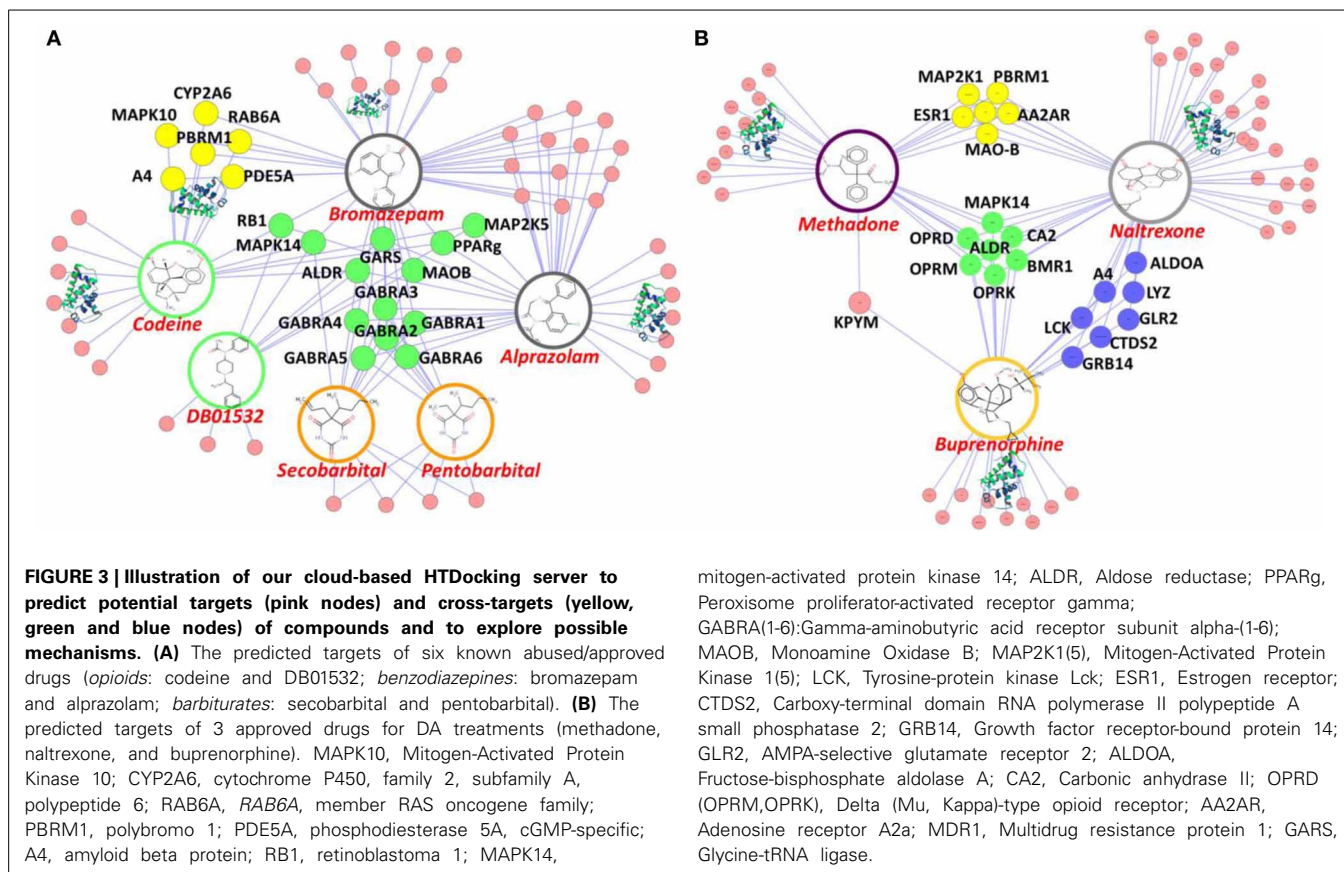 A
CYP2A6
MAPK10
RAB6A
PBRM1
A4
PDE5A
RB1
Bromazepam
MAP2K5
MAPK14
GARS
PPARg
ALDR
MAOB
GABRA3
Codeine
GABRA4
GABRA1
GABRA2
Alprazolam
GABRA5
GABRA6
DB01532
Secobarbital
Pentobarbital
B
MAP2K1
PBRM1
ESR1
AA2AR
MAO-B
Methadone
MAPK14
Naltrexone
OPRD
CA2
ALDR
OPRM
BMR1
OPRK
ALDOA
A4
LYZ
KPYM
LCK
GLR2
CTDS2
GRB14
Buprenorphine
FIGURE 3 | Illustration of our cloud-based HTDocking server to
predict potential targets (pink nodes) and cross-targets (yellow,
green and blue nodes) of compounds and to explore possible
mechanisms. (A) The predicted targets of six known abused/approved
drugs (opioids: codeine and DB01532; benzodiazepines: bromazepam
and alprazolam; barbiturates: secobarbital and pentobarbital). (B) The
predicted targets of 3 approved drugs for DA treatments (methadone,
naltrexone, and buprenorphine). MAPK10, Mitogen-Activated Protein
Kinase 10; CYP2A6, cytochrome P450, family 2, subfamily A,
polypeptide 6; RAB6A, RAB6A, member RAS oncogene family;
PBRM1, polybromo 1; PDE5A, phosphodiesterase 5A, cGMP-specific;
A4, amyloid beta protein; RB1, retinoblastoma 1; MAPK14,
mitogen-activated protein kinase 14; ALDR, Aldose reductase; PPARg,
Peroxisome proliferator-activated receptor gamma;
GABRA(1-6):Gamma-aminobutyric acid receptor subunit alpha-(1-6);
MAOB, Monoamine Oxidase B; MAP2K1(5), Mitogen-Activated Protein
Kinase 1(5); LCK, Tyrosine-protein kinase Lck; ESR1, Estrogen receptor;
CTDS2, Carboxy-terminal domain RNA polymerase II polypeptide A
small phosphatase 2; GRB14, Growth factor receptor-bound protein 14;
GLR2, AMPA-selective glutamate receptor 2; ALDOA,
Fructose-bisphosphate aldolase A; CA2, Carbonic anhydrase II; OPRD
(OPRM,OPRK), Delta (Mu, Kappa)-type opioid receptor; AA2AR,
Adenosine receptor A2a; MDR1, Multidrug resistance protein 1; GARS,
Glycine-tRNA ligase.